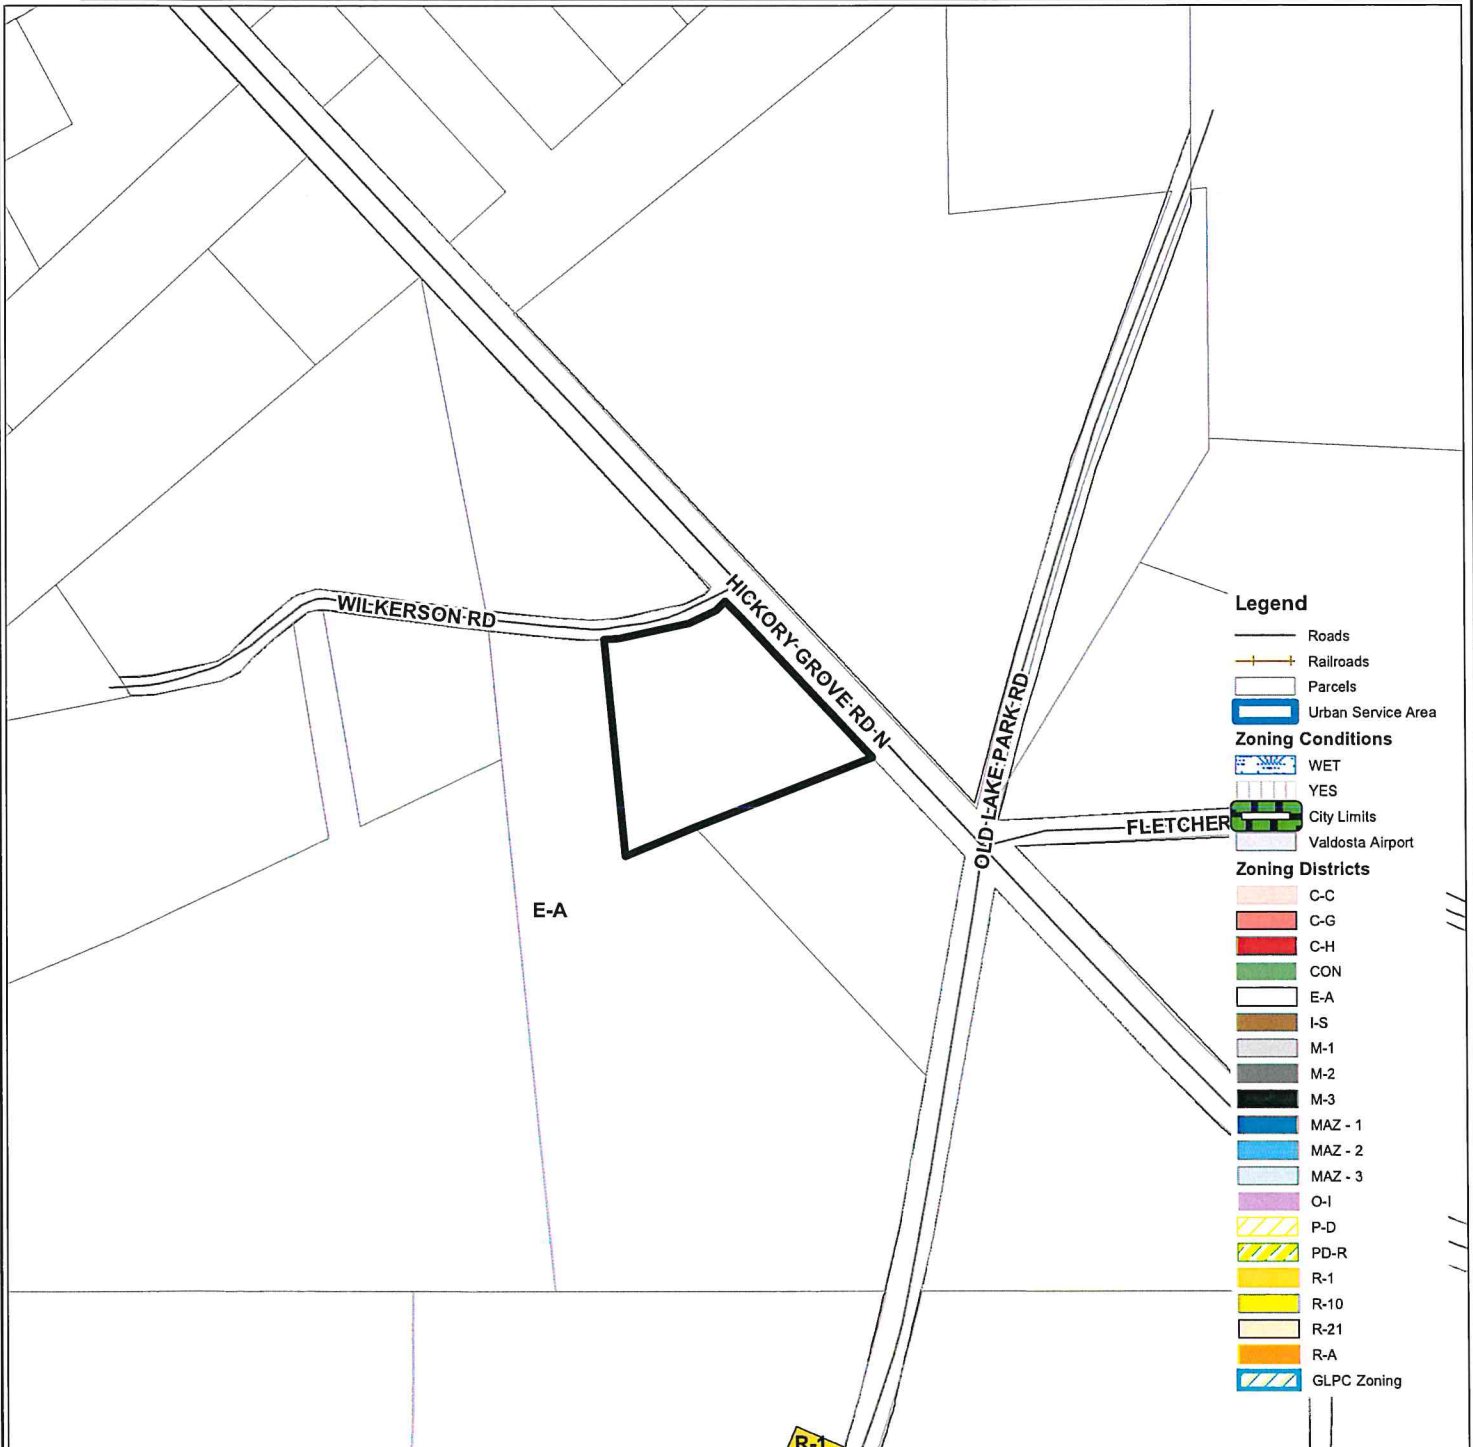 WILKERSON RD
HICKORY GROVE RD N
OLD LAKE PARK RD
FLETCHER
E-A
R-1
Legend
Roads
Railroads
Parcels
Urban Service Area
Zoning Conditions
WET
YES
City Limits
Valdosta Airport
Zoning Districts
C-C
C-G
C-H
CON
E-A
I-S
M-1
M-2
M-3
MAZ - 1
MAZ - 2
MAZ - 3
O-I
P-D
PD-R
R-1
R-10
R-21
R-A
GLPC Zoning